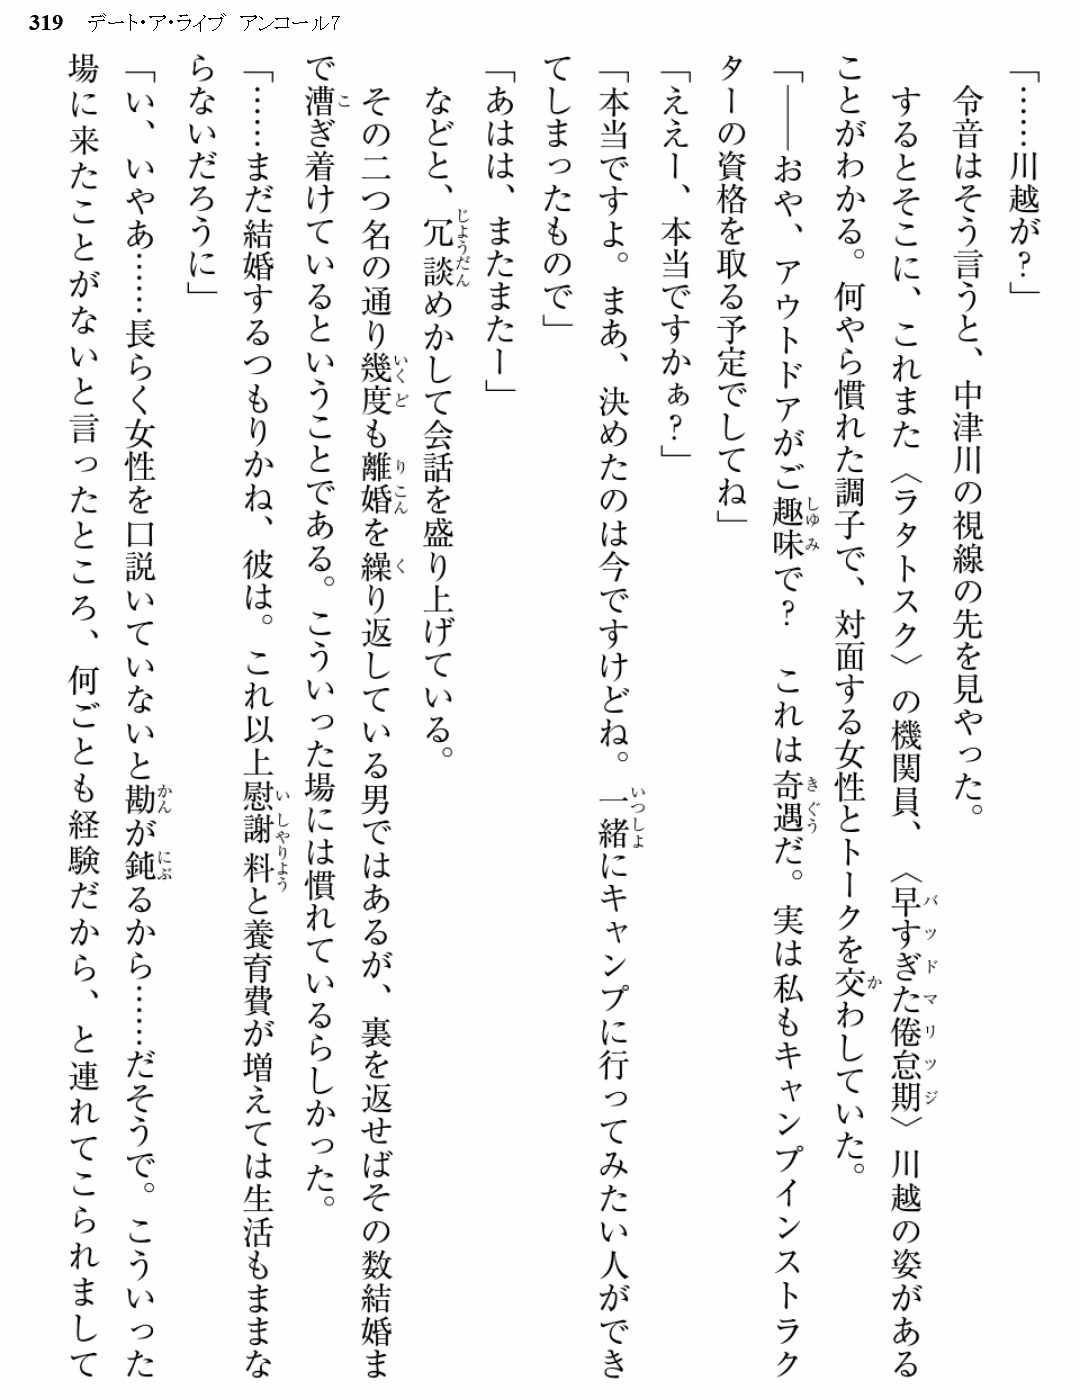 319 デート・ア・ライブ アンコール7
「……川越が?」
令音はそう言うと、中津川の視線の先を見やった。
するとそこに、これまた〈ラタトスク〉の機関員、〈早すぎた倦怠期〉川越の姿がある
ことがわかる。何やら慣れた調子で、対面する女性とトークを交わしていた。
「――おや、アウトドアがご趣味で? これは奇遇だ。実は私もキャンプインストラク
ターの資格を取る予定でしてね」
「ええー、本当ですかぁ?」
「本当ですよ。まあ、決めたのは今ですけどね。一緒にキャンプに行ってみたい人ができ
てしまったもので」
「あはは、またまたー」
などと、冗談めかして会話を盛り上げている。
その二つ名の通り幾度も離婚を繰り返している男ではあるが、裏を返せばその数結婚ま
で漕ぎ着けているということである。こういった場には慣れているらしかった。
「……まだ結婚するつもりかね、彼は。これ以上慰謝料と養育費が増えては生活もままな
らないだろうに」
「い、いやあ……長らく女性を口説いていないと勘が鈍るから……だそうで。こういった
場に来たことがないと言ったところ、何ごとも経験だから、と連れてこられまして